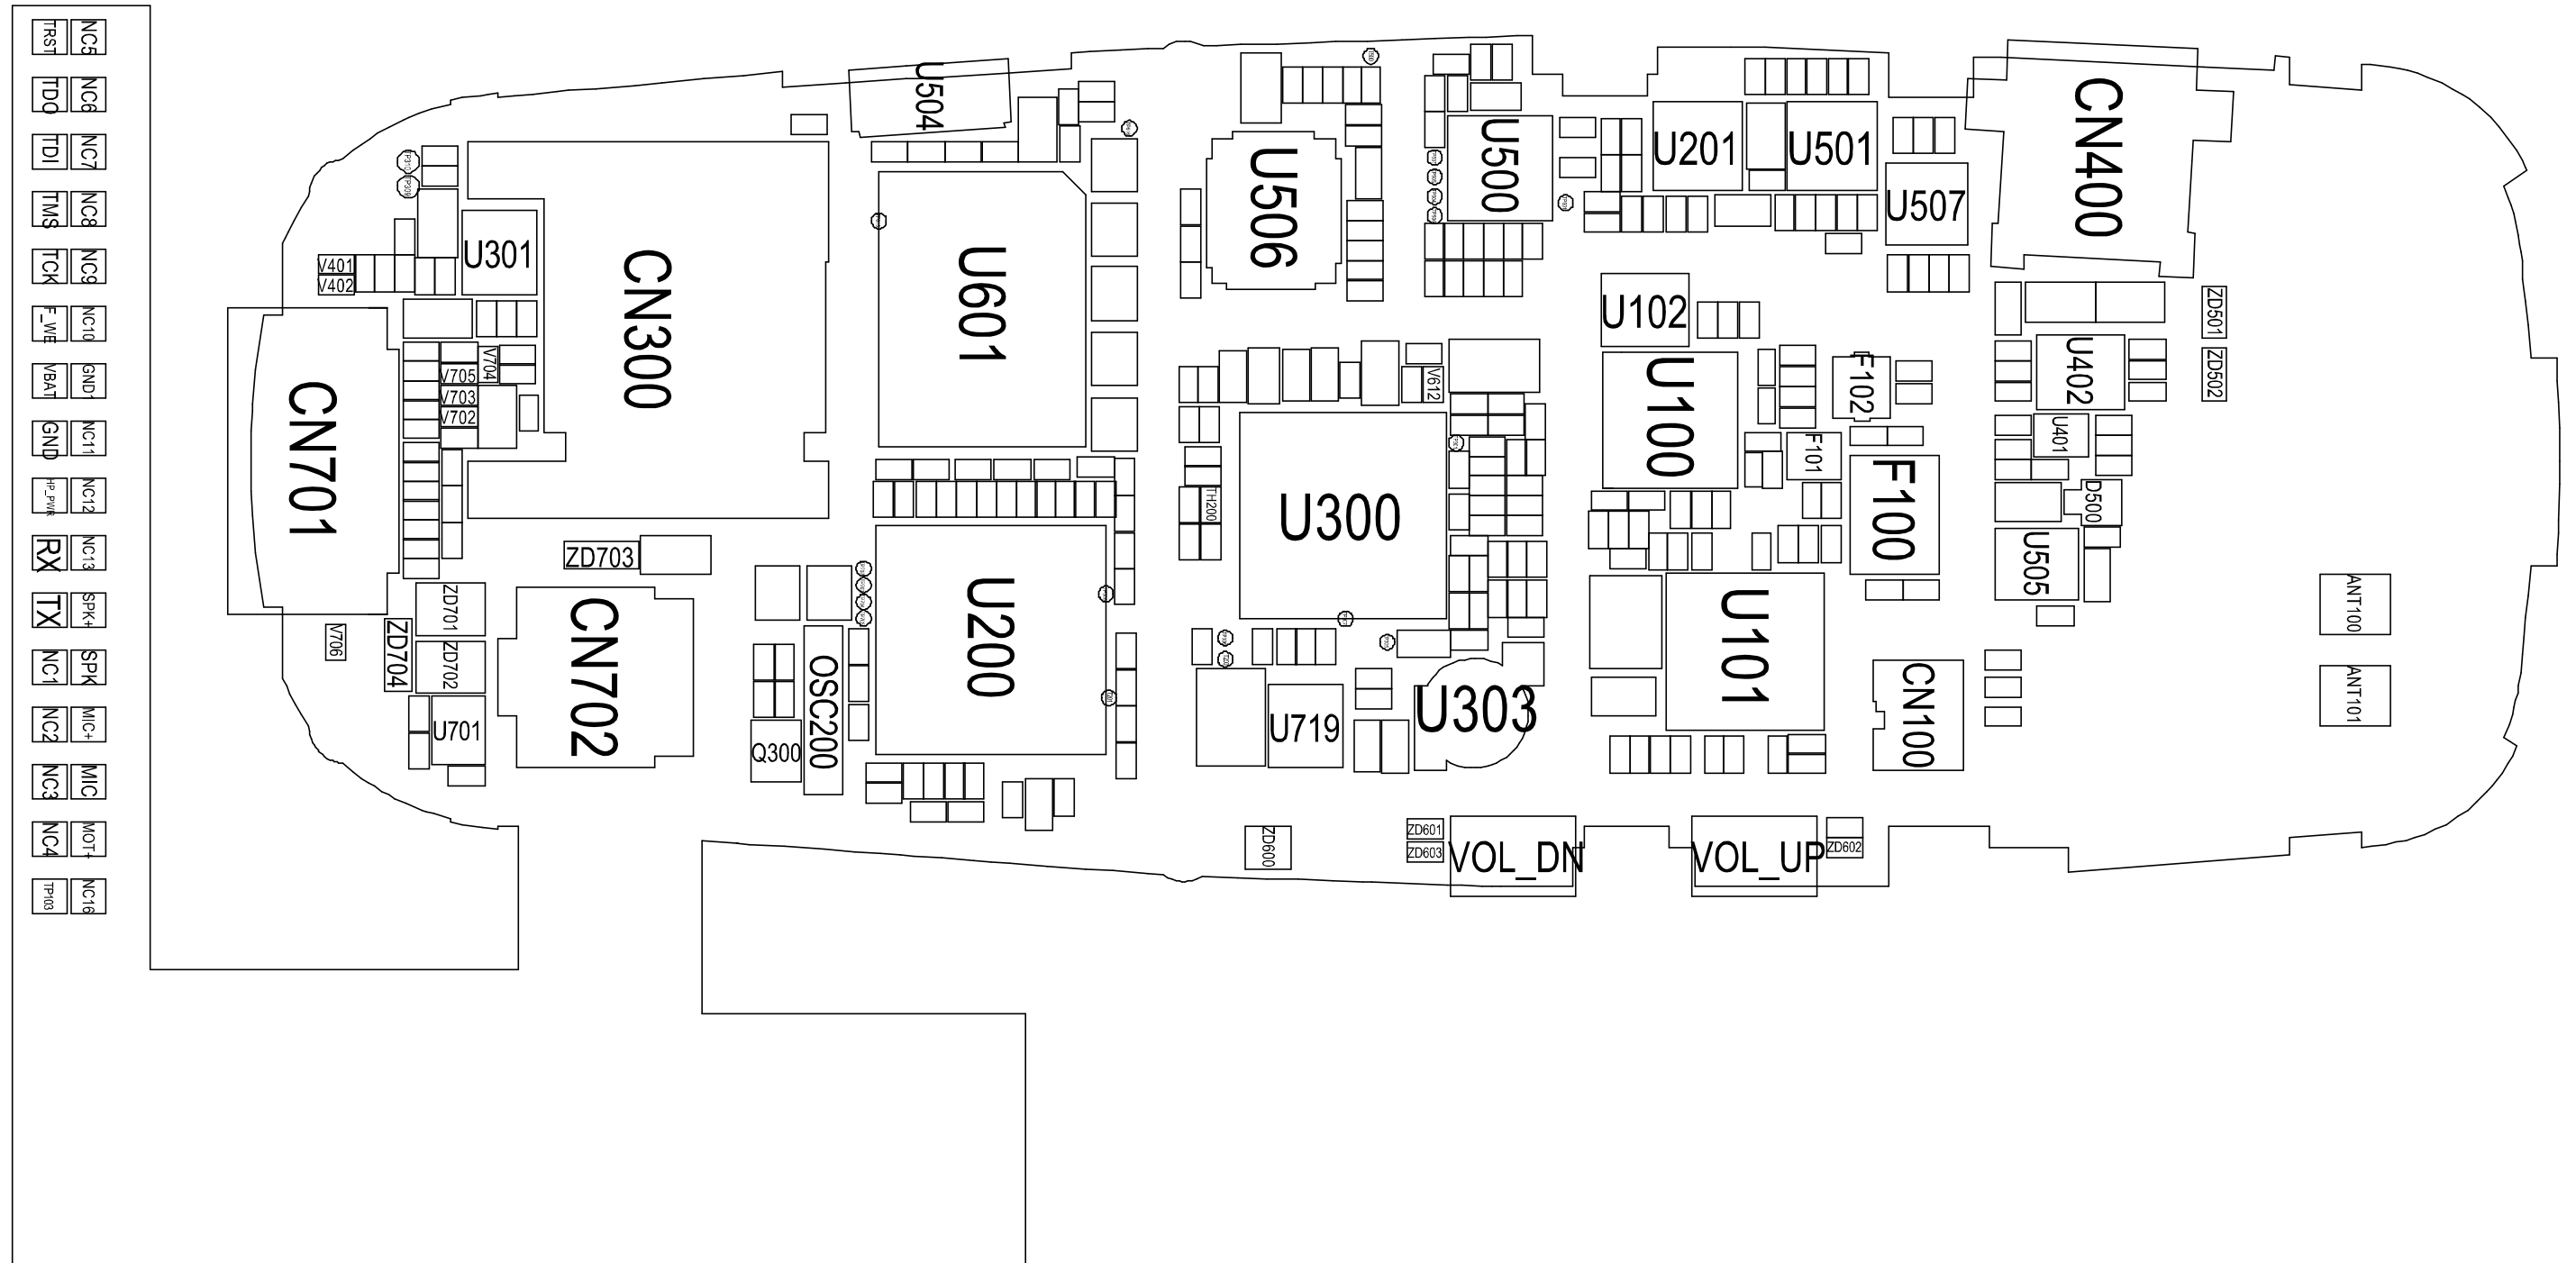 TRST NC5
TDO NC6
TDI NC7
TMS NC8
TCK NC9
F_WE NC10
VBAT GND1
GND NC11
HP_PWR NC12
RX NC13
TX SPK+
NC1 SPK
NC2 MIC+
NC3 MIC
NC4 MOT+
TP103 NC16
CN701
V401
V402
U301
V705
V704
V703
V702
CN300
ZD703
ZD701
ZD702
ZD704
V706
U701
CN702
U504
U601
U200
OSC200
Q300
U506
U500
V612
TH200
U300
U303
U719
ZD600
ZD601
ZD603
VOL_DN
VOL_UP
ZD602
U201
U501
U507
U102
U100
F102
F101
F100
U101
CN100
CN400
ZD501
ZD502
U402
U401
D500
U505
ANT100
ANT101